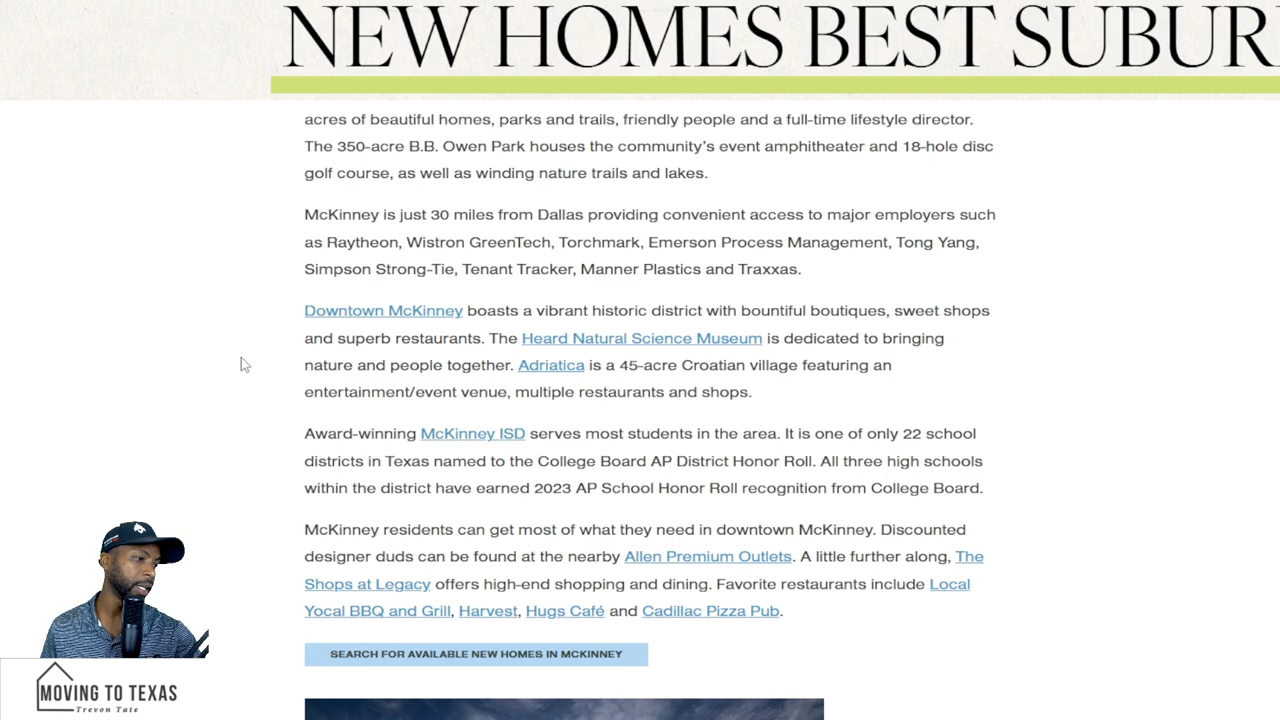 NEW HOMES BEST SUBUR
acres of beautiful homes, parks and trails, friendly people and a full-time lifestyle director.
The 350-acre B.B. Owen Park houses the community's event amphitheater and 18-hole disc
golf course, as well as winding nature trails and lakes.
McKinney is just 30 miles from Dallas providing convenient access to major employers such
as Raytheon, Wistron GreenTech, Torchmark, Emerson Process Management, Tong Yang,
Simpson Strong-Tie, Tenant Tracker, Manner Plastics and Traxxas.
Downtown McKinney boasts a vibrant historic district with bountiful boutiques, sweet shops
and superb restaurants. The Heard Natural Science Museum is dedicated to bringing
nature and people together. Adriatica is a 45-acre Croatian village featuring an
entertainment/event venue, multiple restaurants and shops.
Award-winning McKinney ISD serves most students in the area. It is one of only 22 school
districts in Texas named to the College Board AP District Honor Roll. All three high schools
within the district have earned 2023 AP School Honor Roll recognition from College Board.
McKinney residents can get most of what they need in downtown McKinney. Discounted
designer duds can be found at the nearby Allen Premium Outlets. A little further along, The
Shops at Legacy offers high-end shopping and dining. Favorite restaurants include Local
Yocal BBQ and Grill, Harvest, Hugs Café and Cadillac Pizza Pub.
SEARCH FOR AVAILABLE NEW HOMES IN MCKINNEY
MOVING TO TEXAS
Trevon Tate